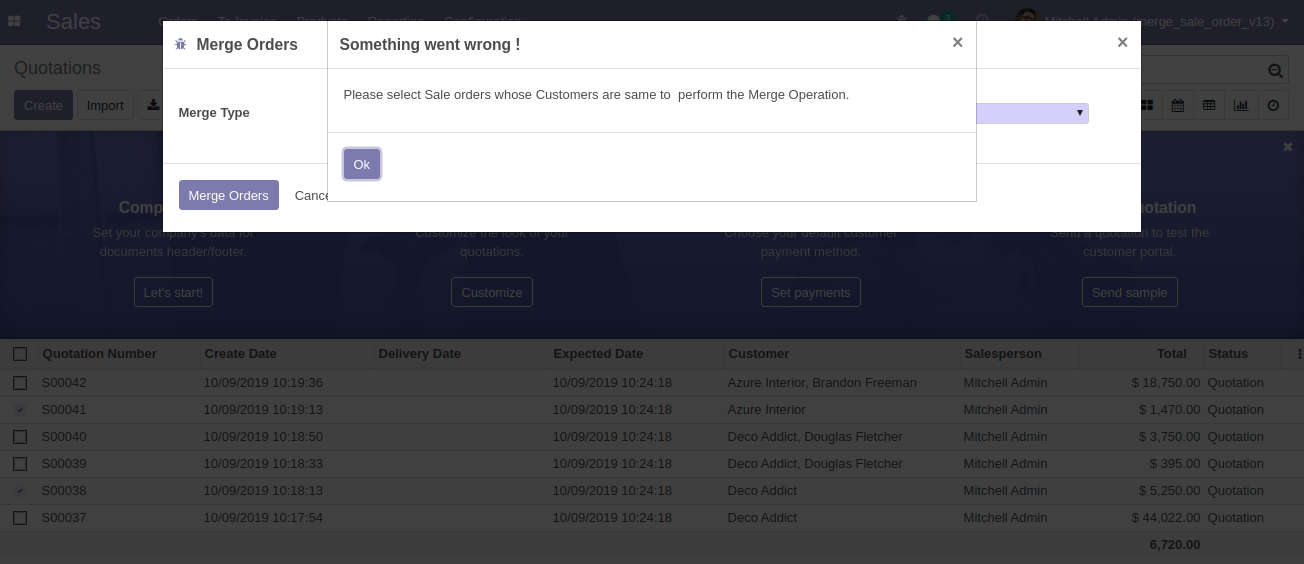 Sales Orders To Invoice Products Reporting Configuration Mitchell Admin (merge_sale_order_v13)
Merge Orders
Something went wrong !
×
×
Quotations
Create Import
Please select Sale orders whose Customers are same to  perform the Merge Operation.
Merge Type
Ok
Merge Orders
Set your company's data for
documents header/footer.
Let's start!
Customize the look of your
quotations.
Customize
Choose your default customer
payment method.
Set payments
Send a quotation to test the
customer portal.
Send sample
Quotation Number Create Date Delivery Date Expected Date Customer Salesperson Total Status
S00042 10/09/2019 10:19:36 10/09/2019 10:24:18 Azure Interior, Brandon Freeman Mitchell Admin $ 18,750.00 Quotation
S00041 10/09/2019 10:19:13 10/09/2019 10:24:18 Azure Interior Mitchell Admin $ 1,470.00 Quotation
S00040 10/09/2019 10:18:50 10/09/2019 10:24:18 Deco Addict, Douglas Fletcher Mitchell Admin $ 3,750.00 Quotation
S00039 10/09/2019 10:18:33 10/09/2019 10:24:18 Deco Addict, Douglas Fletcher Mitchell Admin $ 395.00 Quotation
S00038 10/09/2019 10:18:13 10/09/2019 10:24:18 Deco Addict Mitchell Admin $ 5,250.00 Quotation
S00037 10/09/2019 10:17:54 10/09/2019 10:24:18 Deco Addict Mitchell Admin $ 44,022.00 Quotation
6,720.00